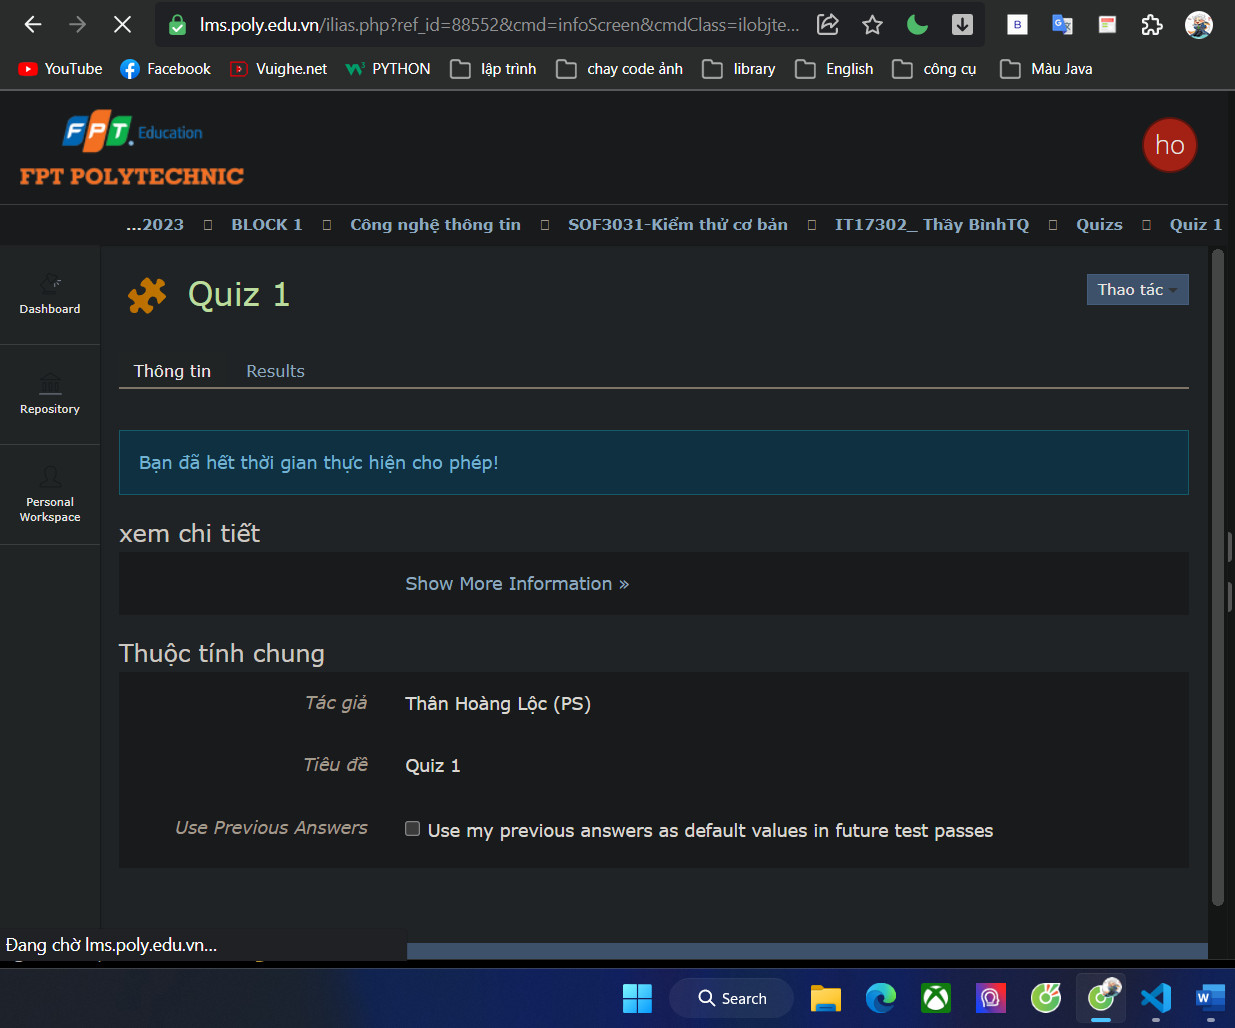 lms.poly.edu.vn/ilias.php?ref_id=88552&cmd=infoScreen&cmdClass=ilobjte...
YouTube Facebook Vuighe.net PYTHON lập trình chay code ảnh library English công cụ Màu Java
FPT Education
FPT POLYTECHNIC
ho
...2023 BLOCK 1 Công nghệ thông tin SOF3031-Kiểm thử cơ bản IT17302_ Thầy BìnhTQ Quizs Quiz 1
Dashboard
Repository
Personal
Workspace
Quiz 1
Thao tác
Thông tin Results
Bạn đã hết thời gian thực hiện cho phép!
xem chi tiết
Show More Information »
Thuộc tính chung
Tác giả Thân Hoàng Lộc (PS)
Tiêu đề Quiz 1
Use Previous Answers Use my previous answers as default values in future test passes
Đang chờ lms.poly.edu.vn...
Search